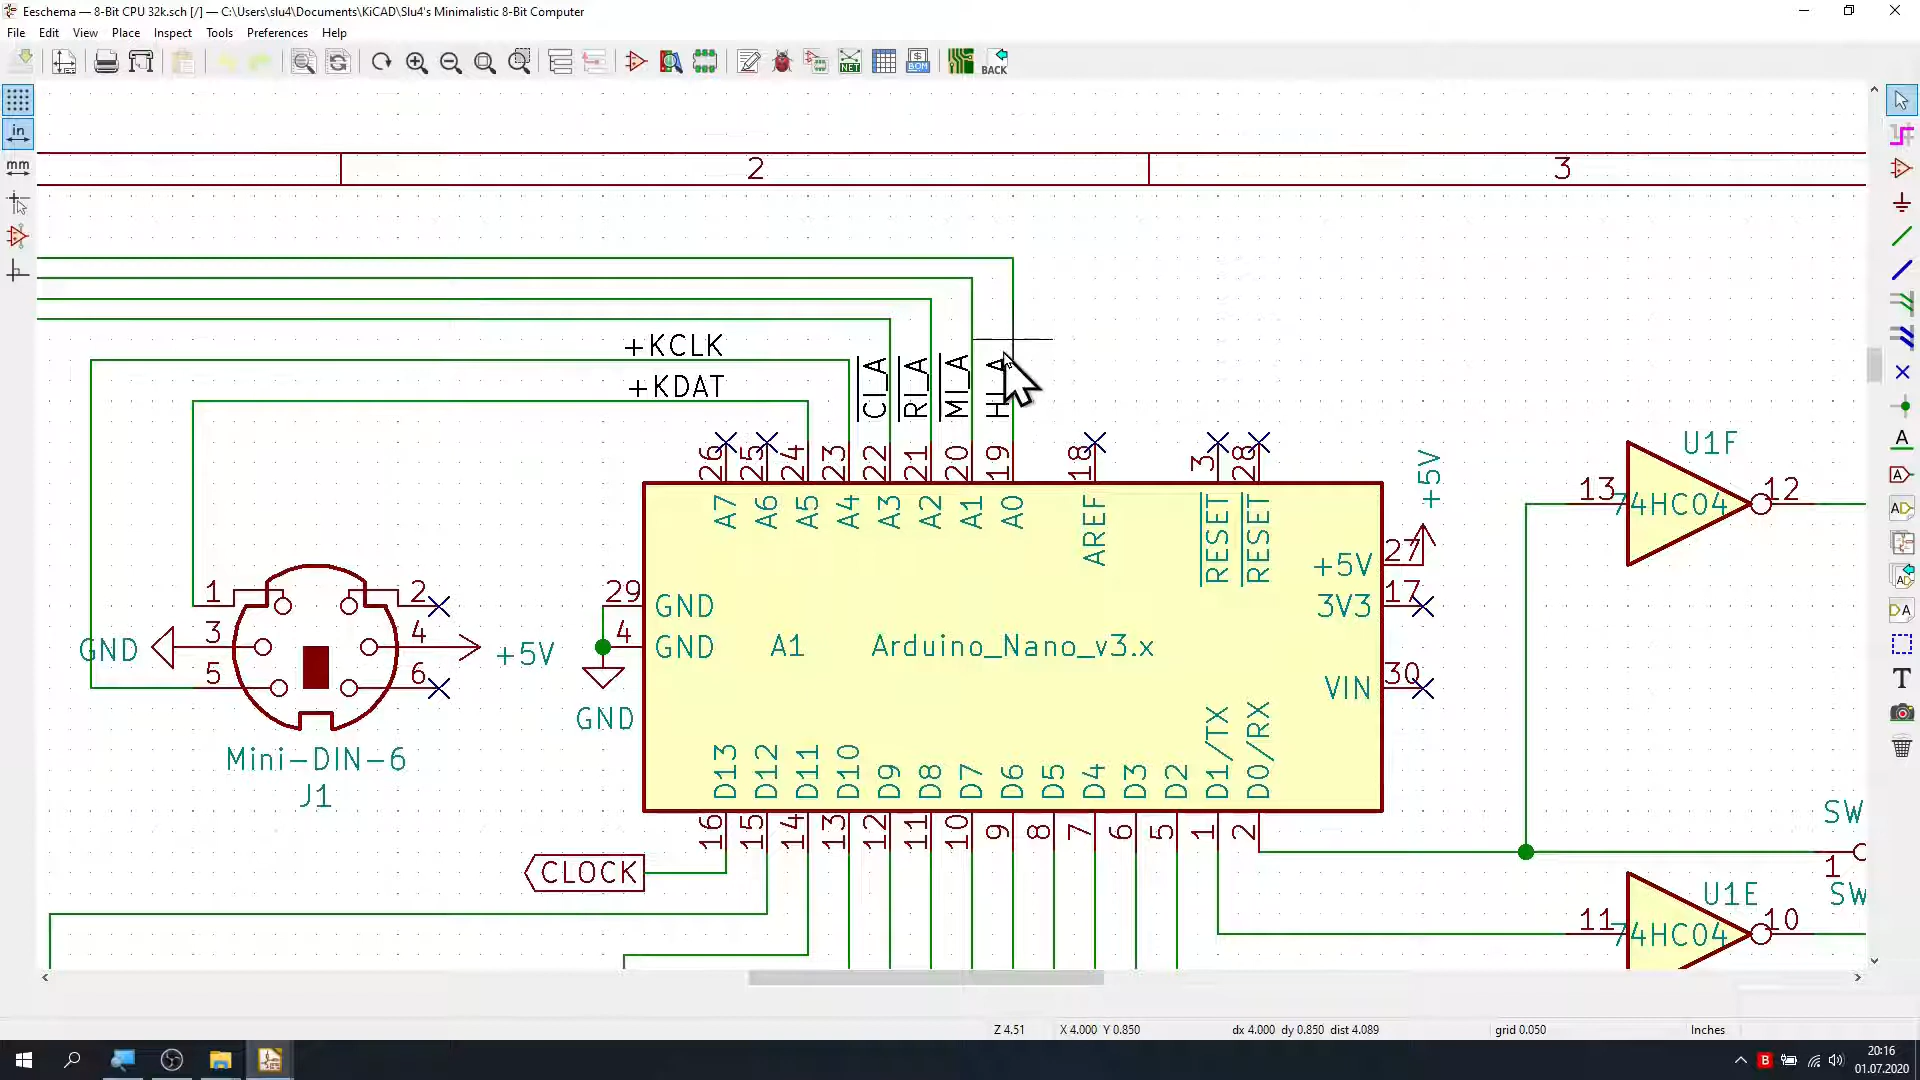 Eeschema — 8-Bit CPU 32k.sch [/] — C:\Users\slu4\Documents\KiCAD\Slu4's Minimalistic 8-Bit Computer
File Edit View Place Inspect Tools Preferences Help
NET
BOM
BACK
in
mm
2 3
+KCLK
+KDAT
CI_A RI_A MI_A HI_A
26 25 24 23 22 21 20 19 18 3 28
A7 A6 A5 A4 A3 A2 A1 A0 AREF RESET RESET
+5V
U1F
13 74HC04 12
+5V 27
3V3 17
VIN 30
1 2
3 4
5 6
GND +5V
29 GND
4 GND
GND
A1 Arduino_Nano_v3.x
Mini-DIN-6
J1
D13 D12 D11 D10 D9 D8 D7 D6 D5 D4 D3 D2 D1/TX D0/RX
16 15 14 13 12 11 10 9 8 7 6 5 1 2
CLOCK
SW
1
SW
U1E
11 74HC04 10
Z 4.51 X 4.000 Y 0.850 dx 4.000 dy 0.850 dist 4.089 grid 0.050 Inches
20:16
01.07.2020